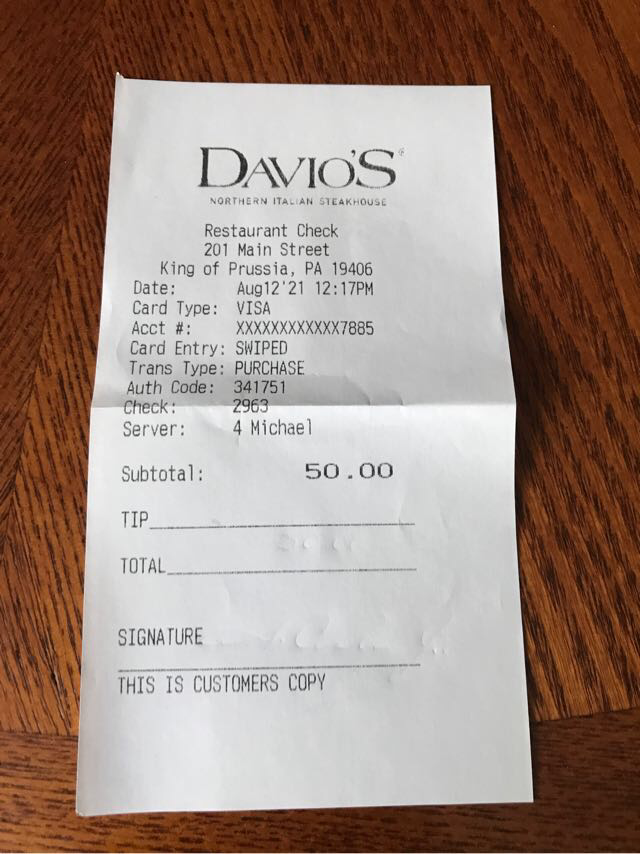 DAVIO'S
NORTHERN ITALIAN STEAKHOUSE
Restaurant Check
201 Main Street
King of Prussia, PA 19406
Date: Aug12'21 12:17PM
Card Type: VISA
Acct #: XXXXXXXXXXXX7885
Card Entry: SWIPED
Trans Type: PURCHASE
Auth Code: 341751
Check: 2963
Server: 4 Michael
Subtotal: 50.00
TIP
TOTAL
SIGNATURE
THIS IS CUSTOMERS COPY